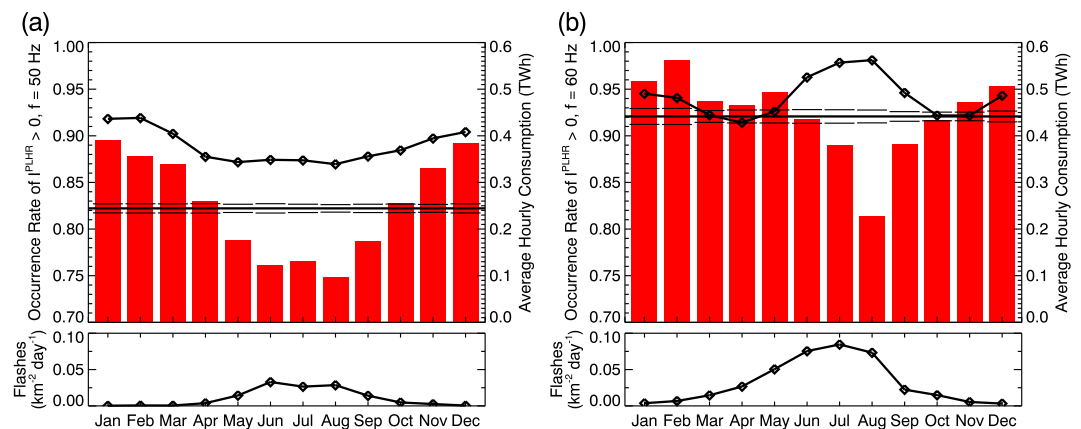 (a)
Occurrence Rate of I^PLHR > 0, f = 50 Hz
1.00
0.95
0.90
0.85
0.80
0.75
0.70
0.6
0.5
0.4
0.3
0.2
0.1
0.0
Average Hourly Consumption (TWh)
Flashes
(km⁻² day⁻¹)
0.10
0.05
0.00
Jan Feb Mar Apr May Jun Jul Aug Sep Oct Nov Dec
(b)
Occurrence Rate of I^PLHR > 0, f = 60 Hz
1.00
0.95
0.90
0.85
0.80
0.75
0.70
0.6
0.5
0.4
0.3
0.2
0.1
0.0
Average Hourly Consumption (TWh)
Flashes
(km⁻² day⁻¹)
0.10
0.05
0.00
Jan Feb Mar Apr May Jun Jul Aug Sep Oct Nov Dec